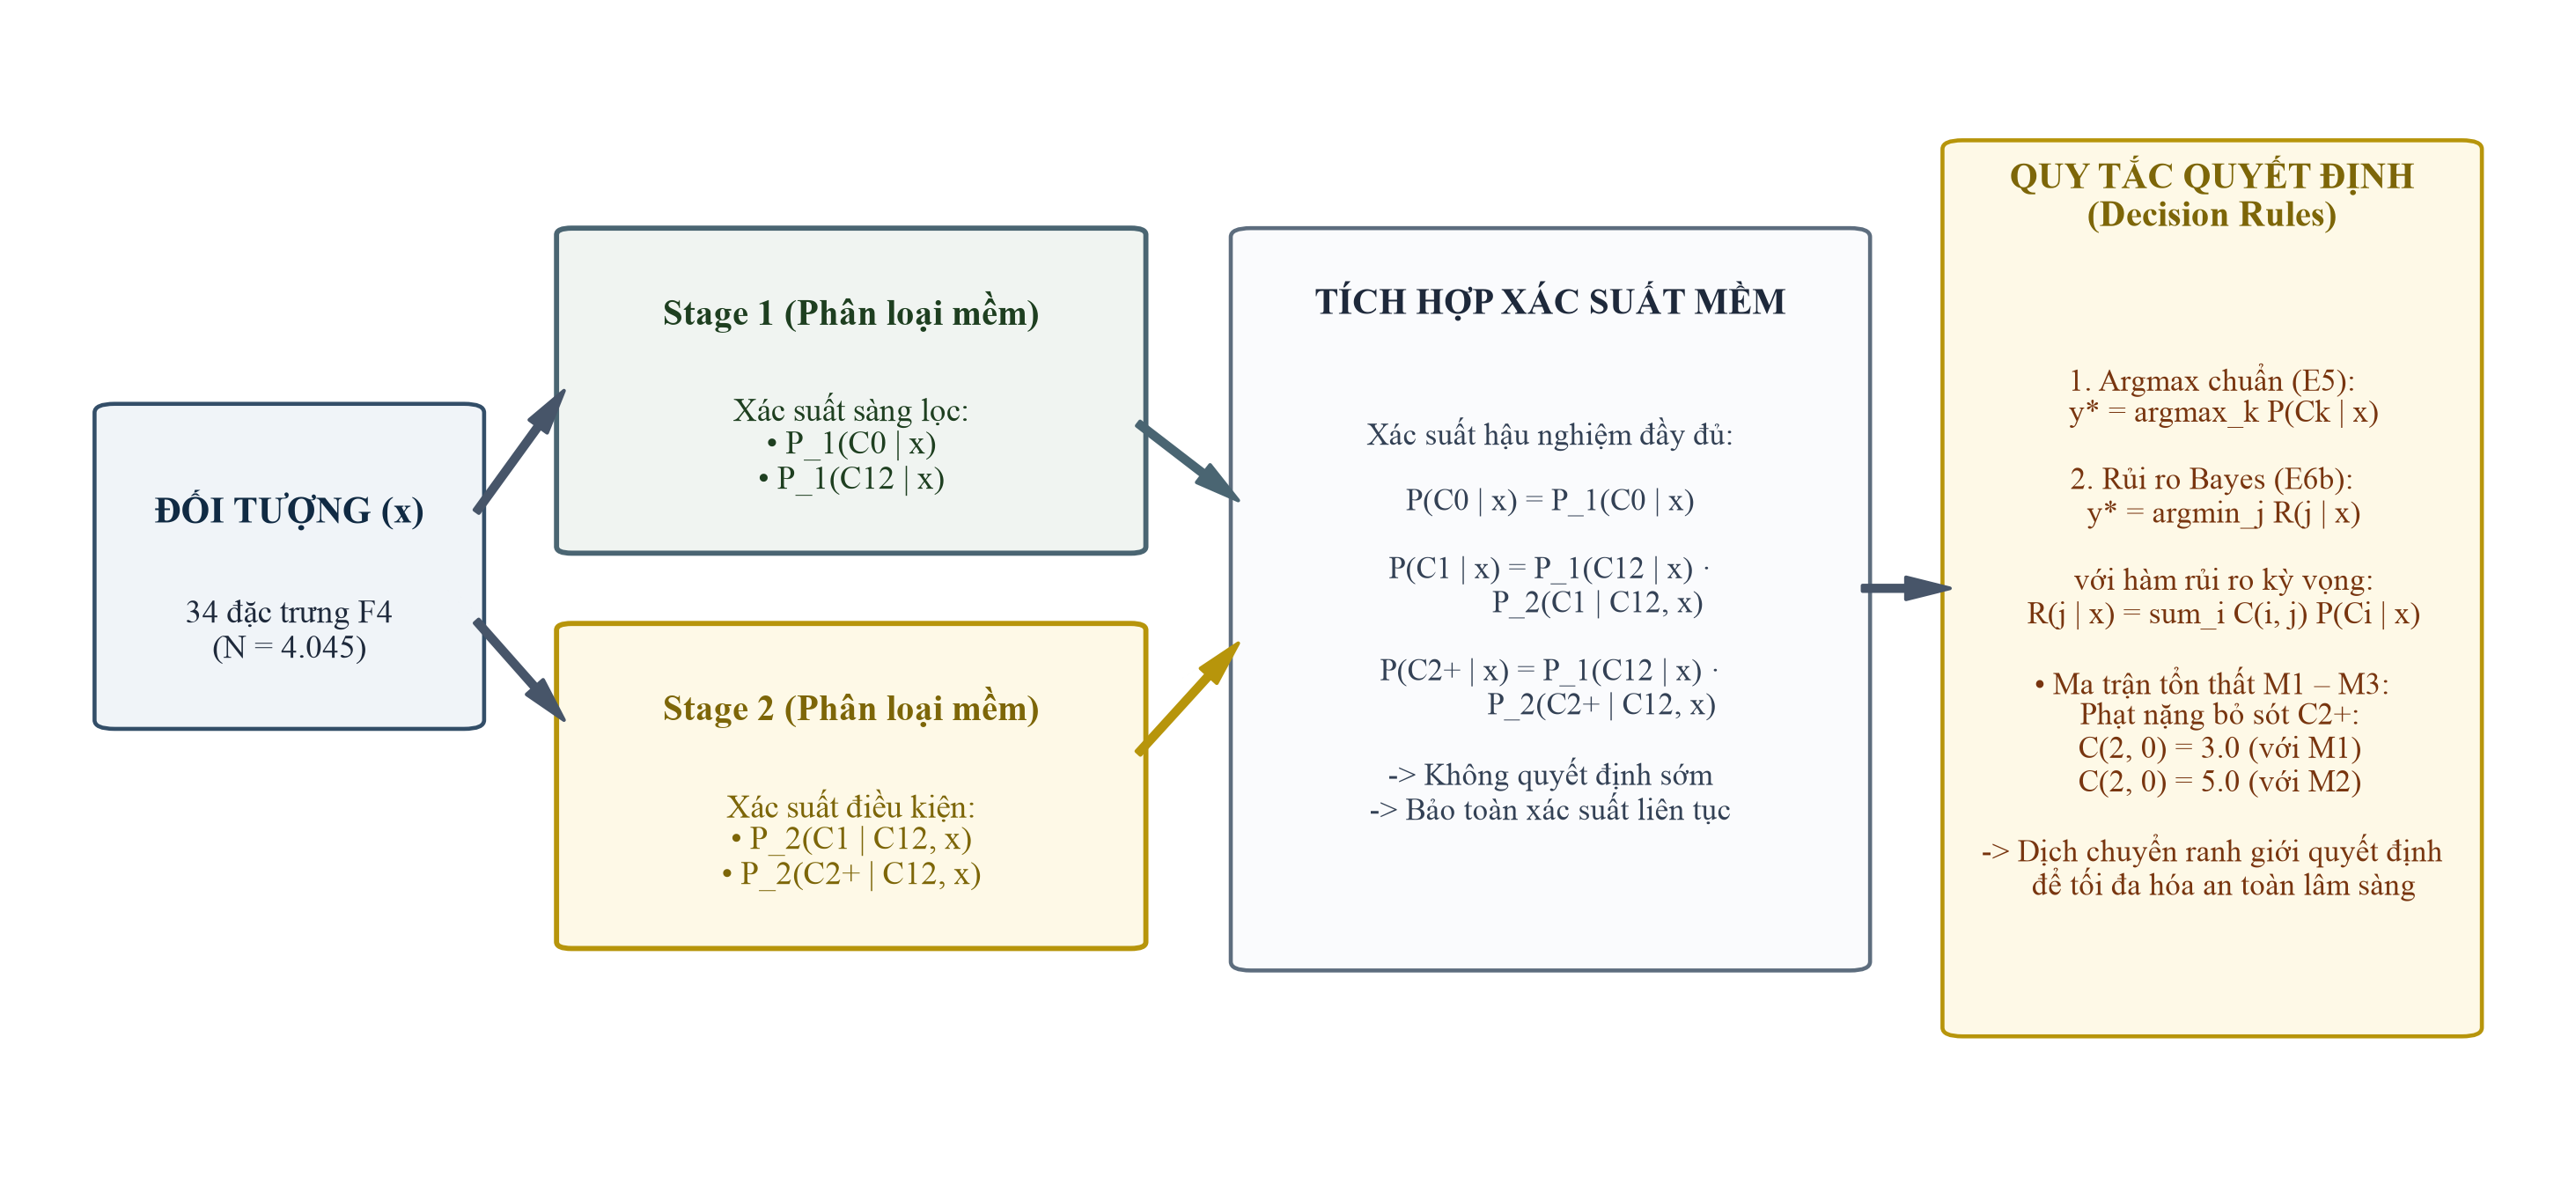 ĐỐI TƯỢNG (x)
34 đặc trưng F4
(N = 4.045)
Stage 1 (Phân loại mềm)
Xác suất sàng lọc:
• P_1(C0 | x)
• P_1(C12 | x)
Stage 2 (Phân loại mềm)
Xác suất điều kiện:
• P_2(C1 | C12, x)
• P_2(C2+ | C12, x)
TÍCH HỢP XÁC SUẤT MỀM
Xác suất hậu nghiệm đầy đủ:
P(C0 | x) = P_1(C0 | x)
P(C1 | x) = P_1(C12 | x) ·
P_2(C1 | C12, x)
P(C2+ | x) = P_1(C12 | x) ·
P_2(C2+ | C12, x)
-> Không quyết định sớm
-> Bảo toàn xác suất liên tục
QUY TẮC QUYẾT ĐỊNH
(Decision Rules)
1. Argmax chuẩn (E5):
y* = argmax_k P(Ck | x)
2. Rủi ro Bayes (E6b):
y* = argmin_j R(j | x)
với hàm rủi ro kỳ vọng:
R(j | x) = sum_i C(i, j) P(Ci | x)
• Ma trận tổn thất M1 – M3:
Phạt nặng bỏ sót C2+:
C(2, 0) = 3.0 (với M1)
C(2, 0) = 5.0 (với M2)
-> Dịch chuyển ranh giới quyết định
để tối đa hóa an toàn lâm sàng